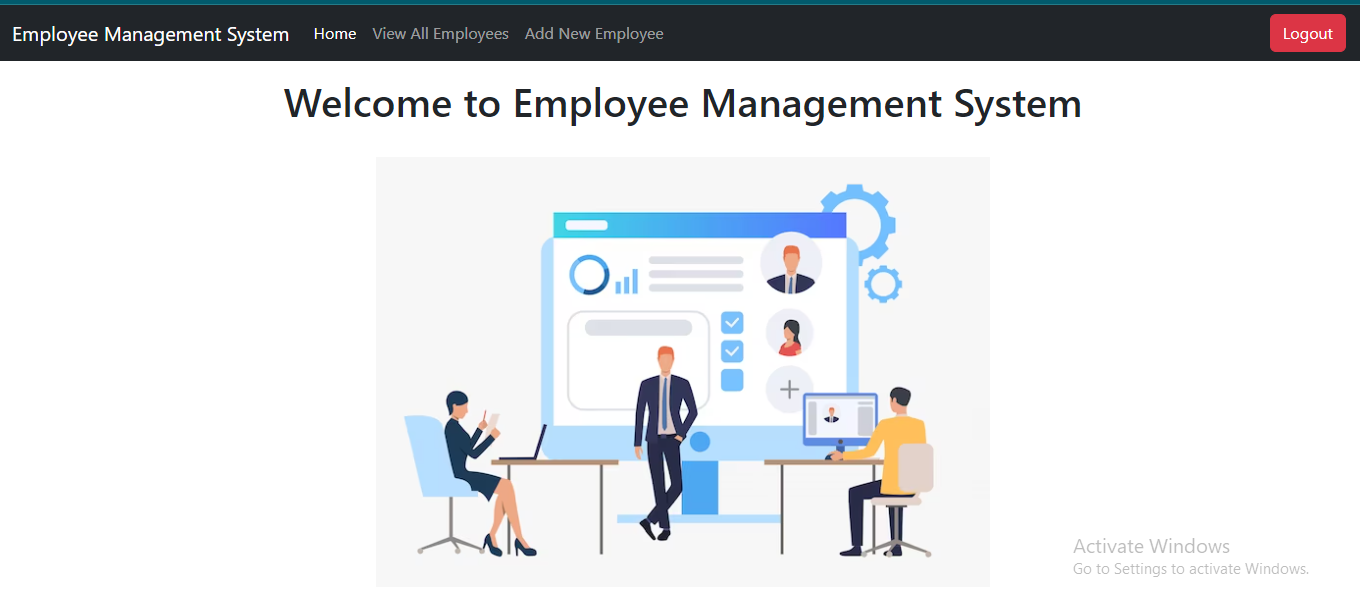 Employee Management System Home View All Employees Add New Employee Logout
Welcome to Employee Management System
Activate Windows
Go to Settings to activate Windows.